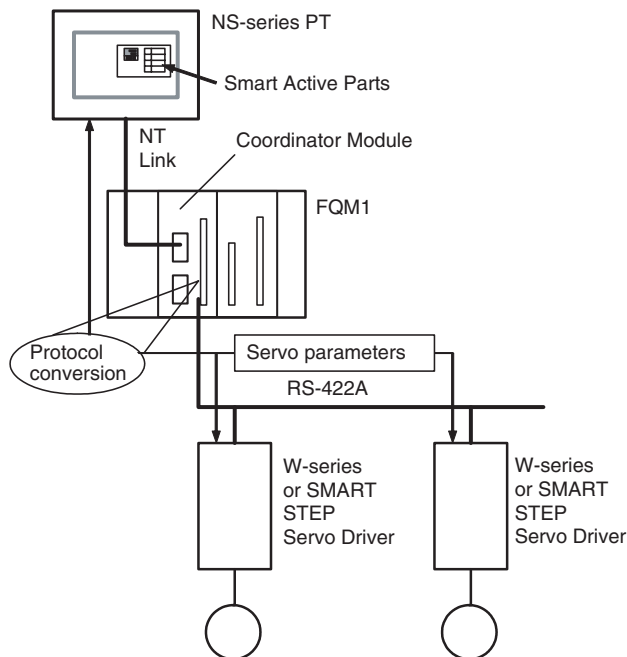 NS-series PT
Smart Active Parts
NT
Link
Coordinator Module
FQM1
Protocol
conversion
Servo parameters
RS-422A
W-series
or SMART
STEP
Servo Driver
W-series
or SMART
STEP
Servo Driver